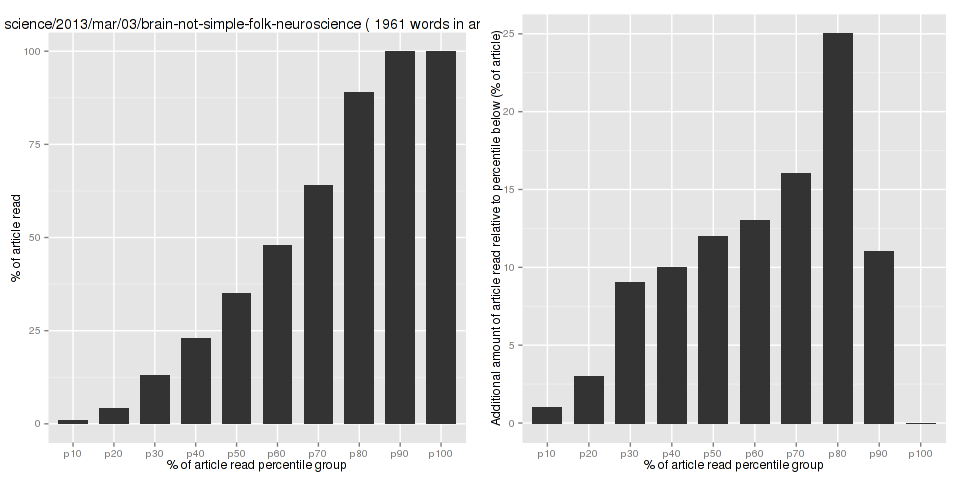 science/2013/mar/03/brain-not-simple-folk-neuroscience ( 1961 words in ar
% of article read
100
75
50
25
0
p10 p20 p30 p40 p50 p60 p70 p80 p90 p100
% of article read percentile group
Additional amount of article read relative to percentile below (% of article)
25
20
15
10
5
0
p10 p20 p30 p40 p50 p60 p70 p80 p90 p100
% of article read percentile group